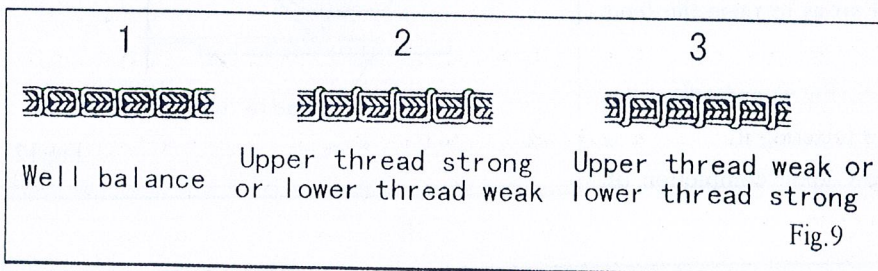 1
2
3
Well balance
Upper thread strong
or lower thread weak
Upper thread weak or
lower thread strong
Fig.9